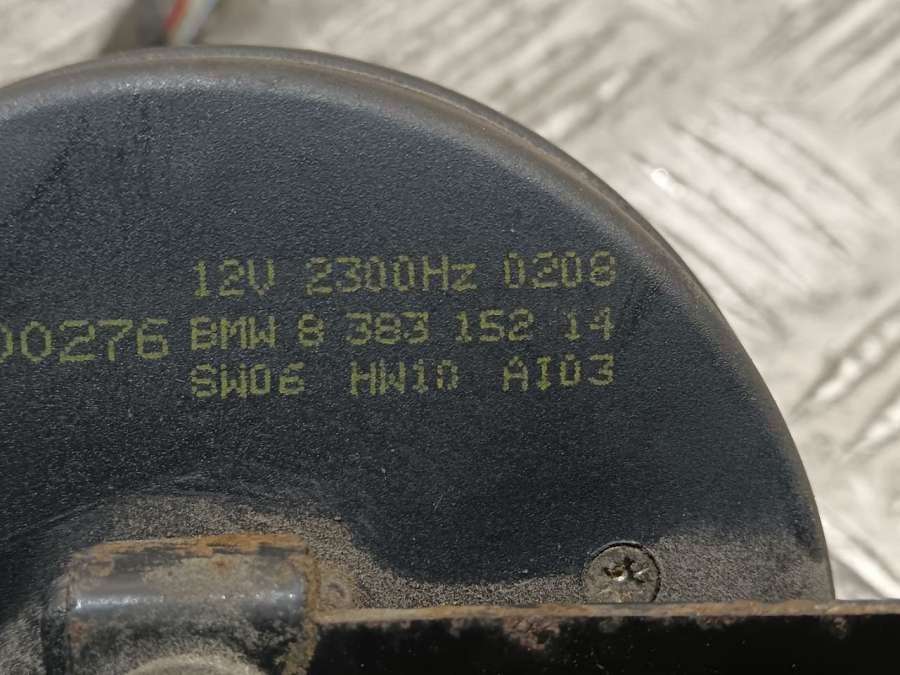 12V 2300Hz 0208
00276 BMW 8 383 152 14
SW06 HW10 AI03